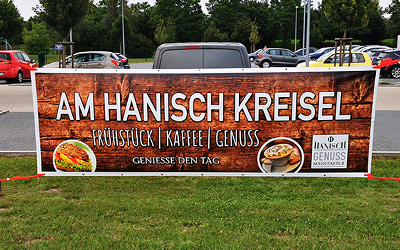 AM HANISCH KREISEL
FRÜHSTÜCK | KAFFEE | GENUSS
GENIESSE DEN TAG
H
HANISCH
GENUSS
MANUFAKTUR